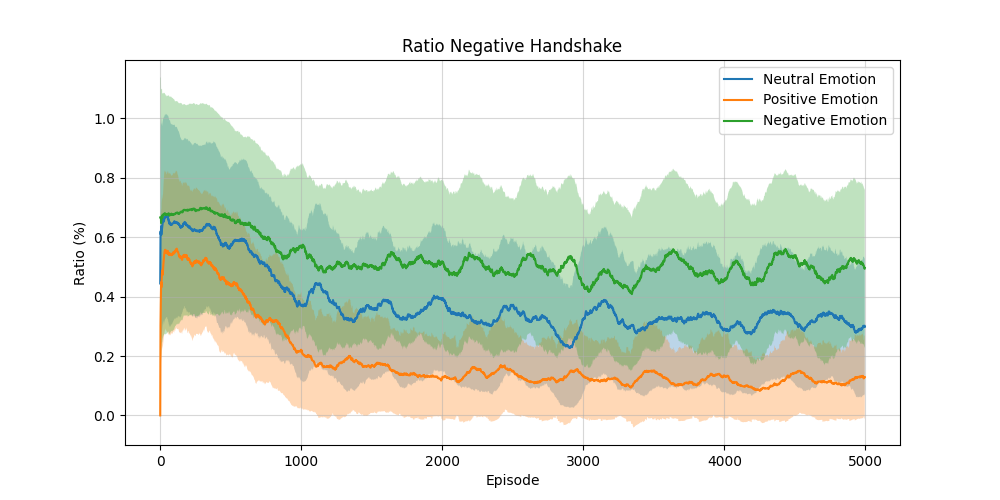 Ratio Negative Handshake
Neutral Emotion
Positive Emotion
Negative Emotion
Ratio (%)
1.0
0.8
0.6
0.4
0.2
0.0
0 1000 2000 3000 4000 5000
Episode